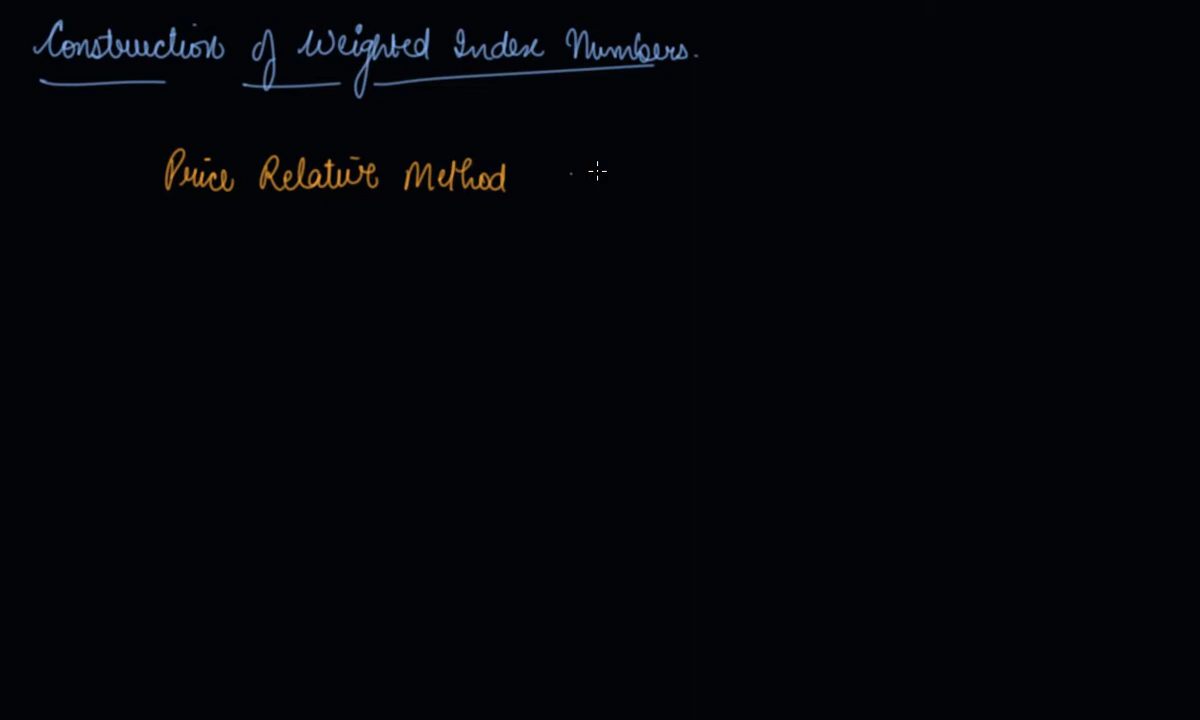 Construction of Weighted Index Numbers.
Price Relative Method